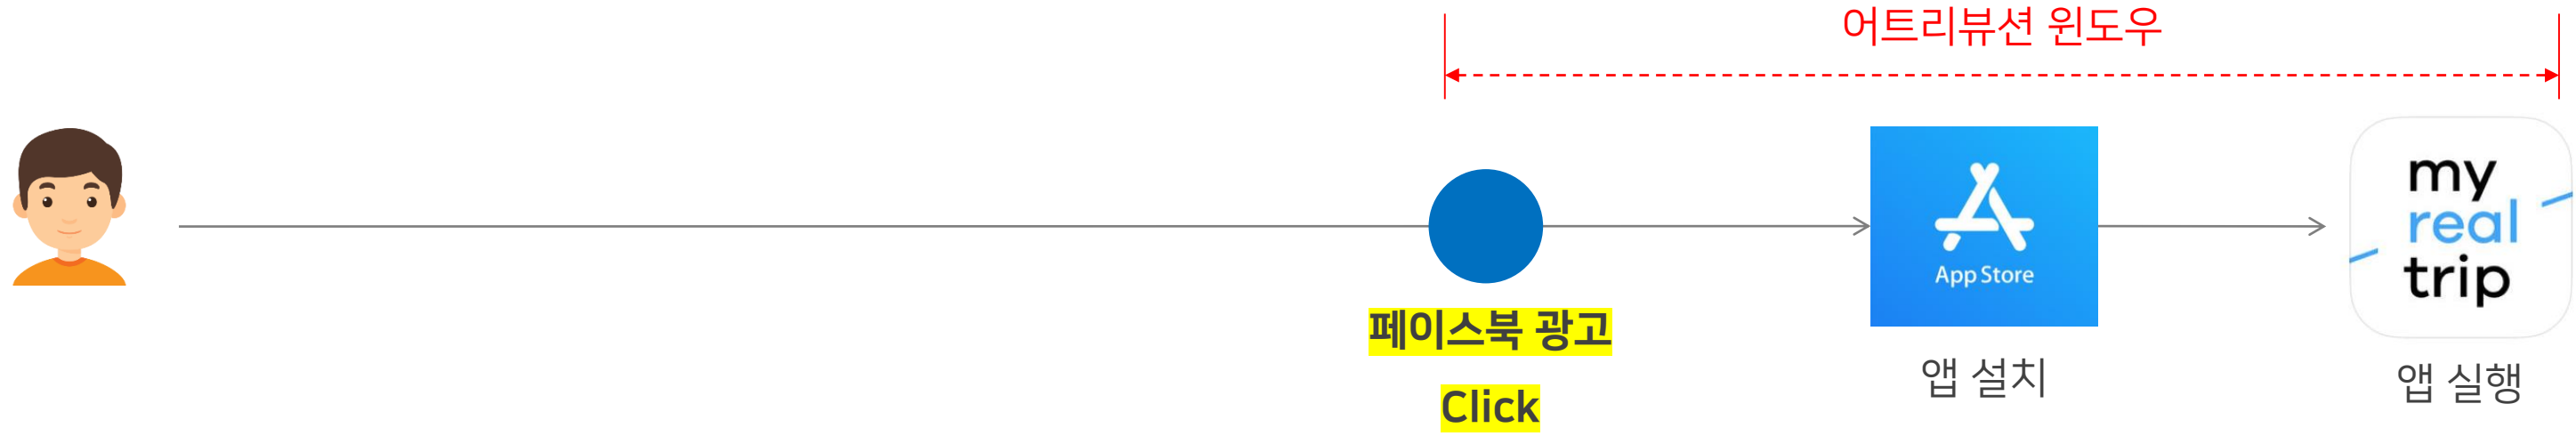 어트리뷰션 윈도우
App Store
my
real
trip
페이스북 광고
Click
앱 설치
앱 실행